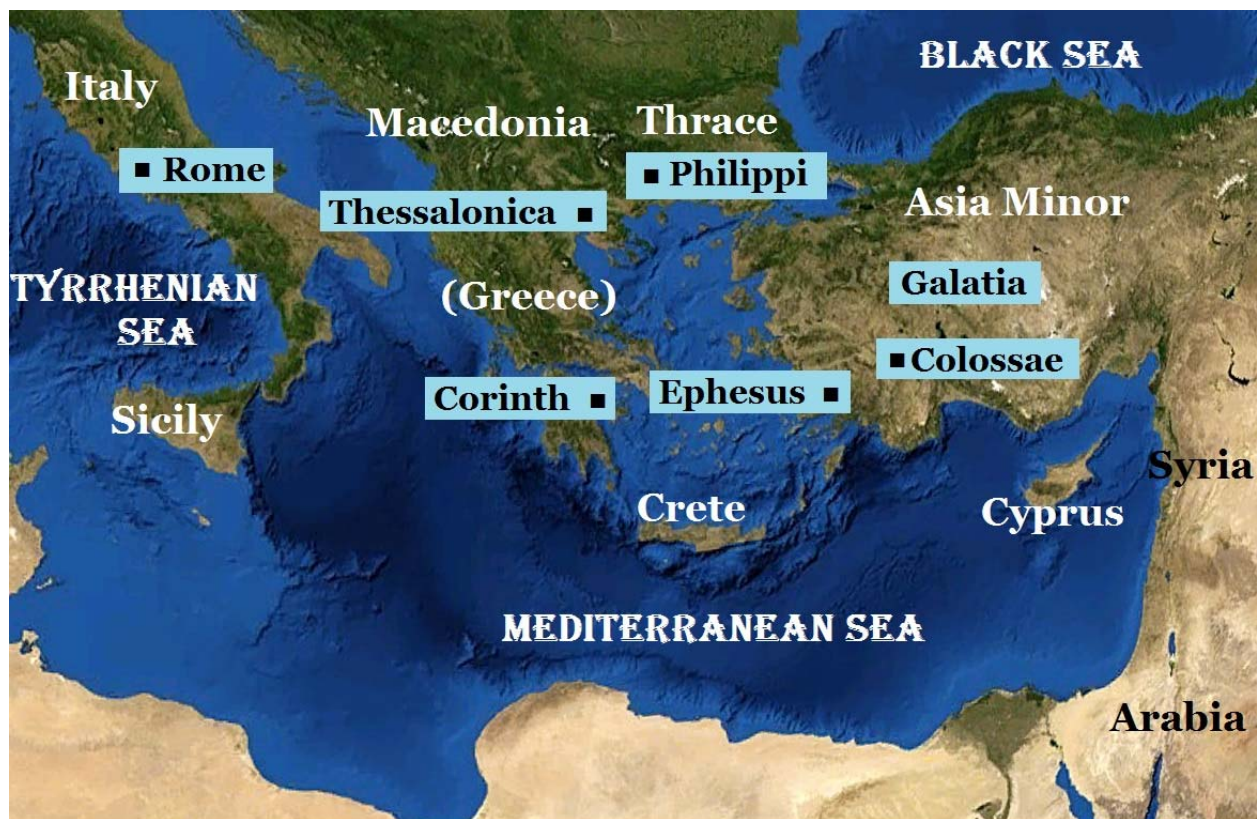 BLACK SEA
Italy
Macedonia
Thrace
Rome
Philippi
Thessalonica
Asia Minor
TYRRHENIAN
SEA
(Greece)
Galatia
Colossae
Corinth
Ephesus
Sicily
Syria
Crete
Cyprus
MEDITERRANEAN SEA
Arabia